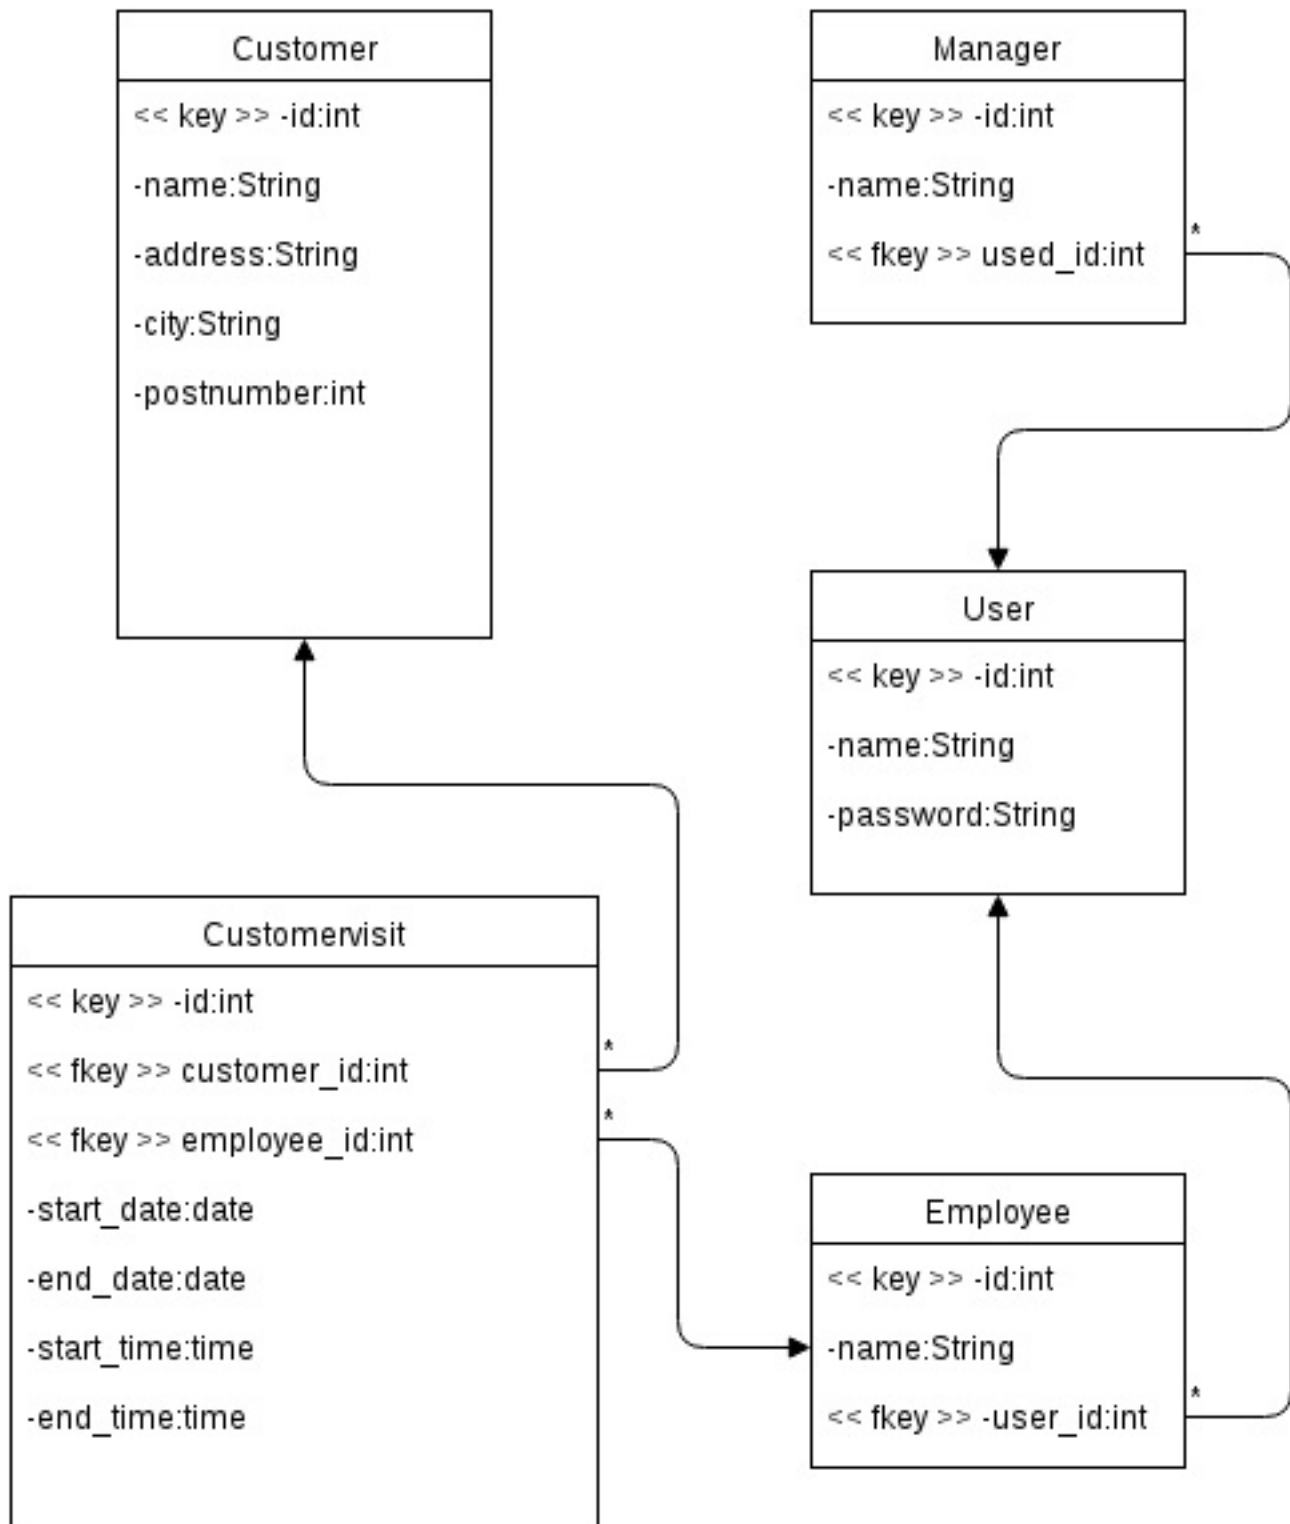 Customer
<< key >> -id:int
-name:String
-address:String
-city:String
-postnumber:int
Manager
<< key >> -id:int
-name:String
<< fkey >> used_id:int
*
User
<< key >> -id:int
-name:String
-password:String
Customervisit
<< key >> -id:int
<< fkey >> customer_id:int
*
<< fkey >> employee_id:int
*
-start_date:date
-end_date:date
-start_time:time
-end_time:time
Employee
<< key >> -id:int
-name:String
<< fkey >> -user_id:int
*